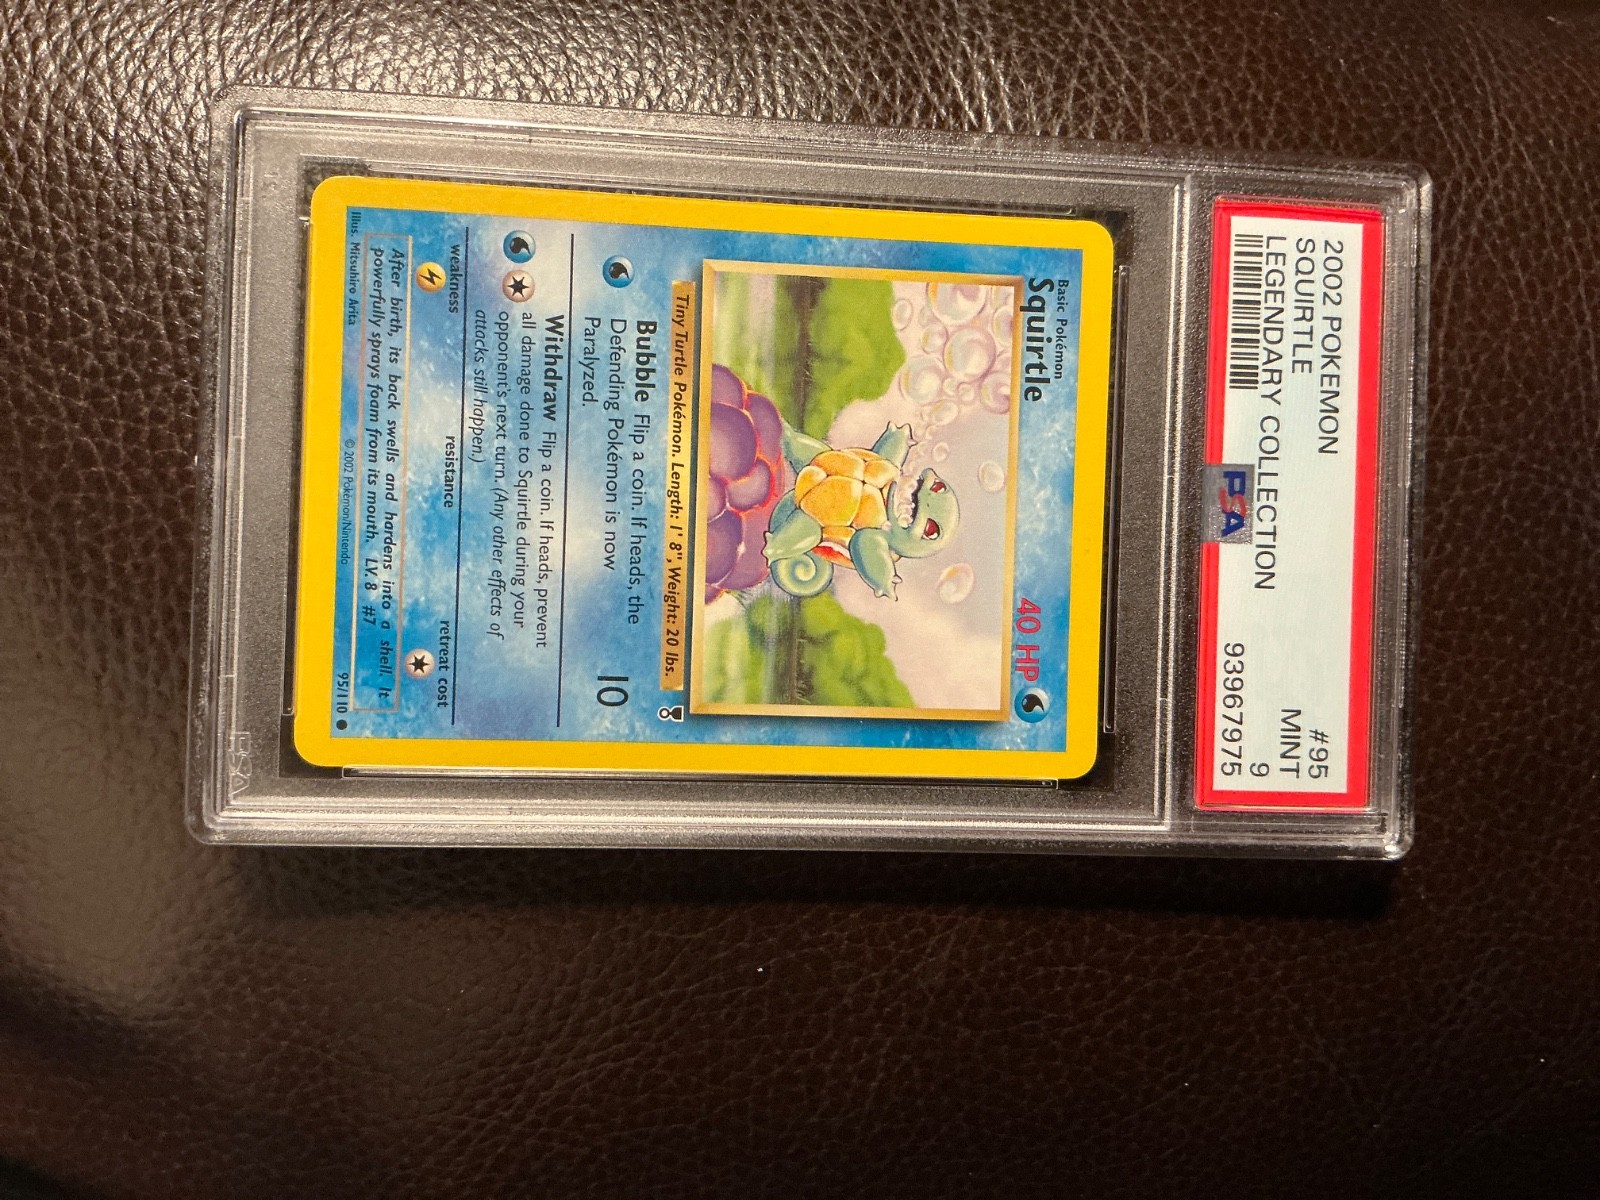 2002 POKEMON #95
SQUIRTLE MINT
LEGENDARY COLLECTION 9
93967975
PSA
Basic Pokémon
Squirtle 40 HP
Tiny Turtle Pokémon. Length: 1' 8", Weight: 20 lbs.
Bubble Flip a coin. If heads, the
Defending Pokémon is now
Paralyzed.
10
Withdraw Flip a coin. If heads, prevent
all damage done to Squirtle during your
opponent's next turn. (Any other effects of
attacks still happen.)
weakness resistance retreat cost
After birth, its back swells and hardens into a shell. It
powerfully sprays foam from its mouth. LV. 8 #7
Illus. Mitsuhiro Arita © 2002 Pokémon/Nintendo 95/110
PSA